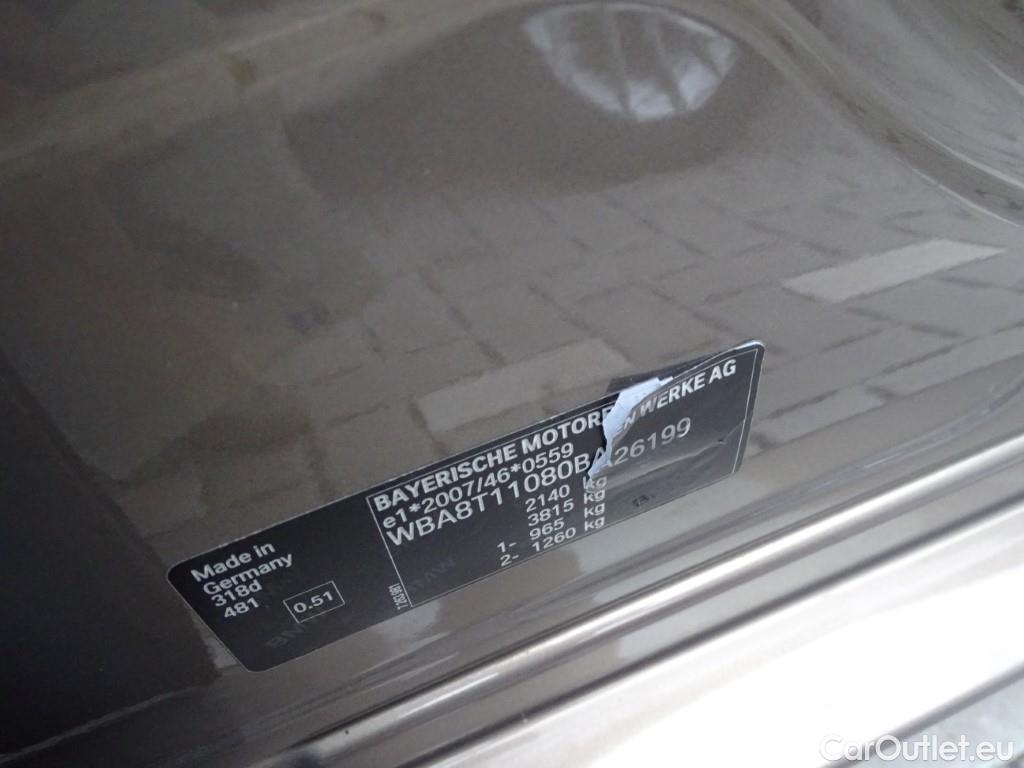 Made in
Germany
318d
481
0.51
BAYERISCHE MOTOREN WERKE AG
e1*2007/46*0559
WBA8T11080BA26199
2140 kg
3815 kg
1- 965 kg
2- 1260 kg
CarOutlet.eu